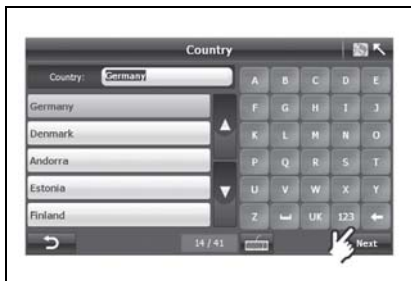 Country
Country: Germany A B C D E
Germany F G H I J
Denmark K L M N O
Andorra P Q R S T
Estonia U V W X Y
Finland Z UK 123
14 / 41 Next